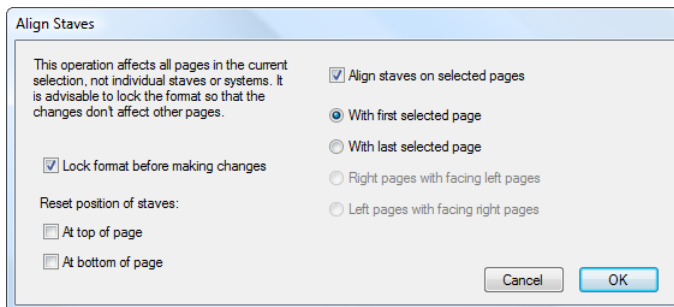 Align Staves
This operation affects all pages in the current
selection, not individual staves or systems. It
is advisable to lock the format so that the
changes don't affect other pages.
Lock format before making changes
Reset position of staves:
At top of page
At bottom of page
Align staves on selected pages
With first selected page
With last selected page
Right pages with facing left pages
Left pages with facing right pages
Cancel
OK